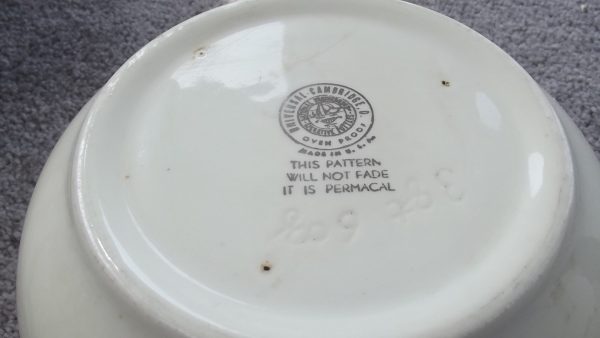 UNIVERSAL-CAMBRIDGE, O.
OVEN PROOF
MADE IN U.S.A.
THIS PATTERN
WILL NOT FADE
IT IS PERMACAL